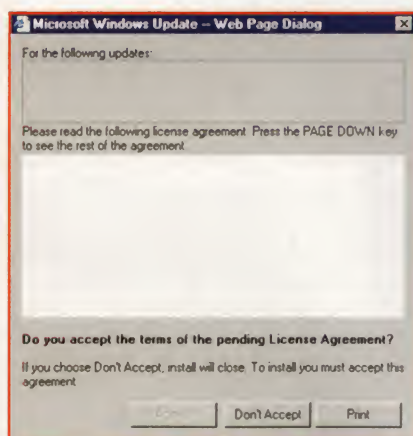 Microsoft Windows Update -- Web Page Dialog
For the following updates:
Please read the following license agreement. Press the PAGE DOWN key
to see the rest of the agreement.
Do you accept the terms of the pending License Agreement?
If you choose Don't Accept, install will close. To install you must accept this
agreement
Don't Accept
Print